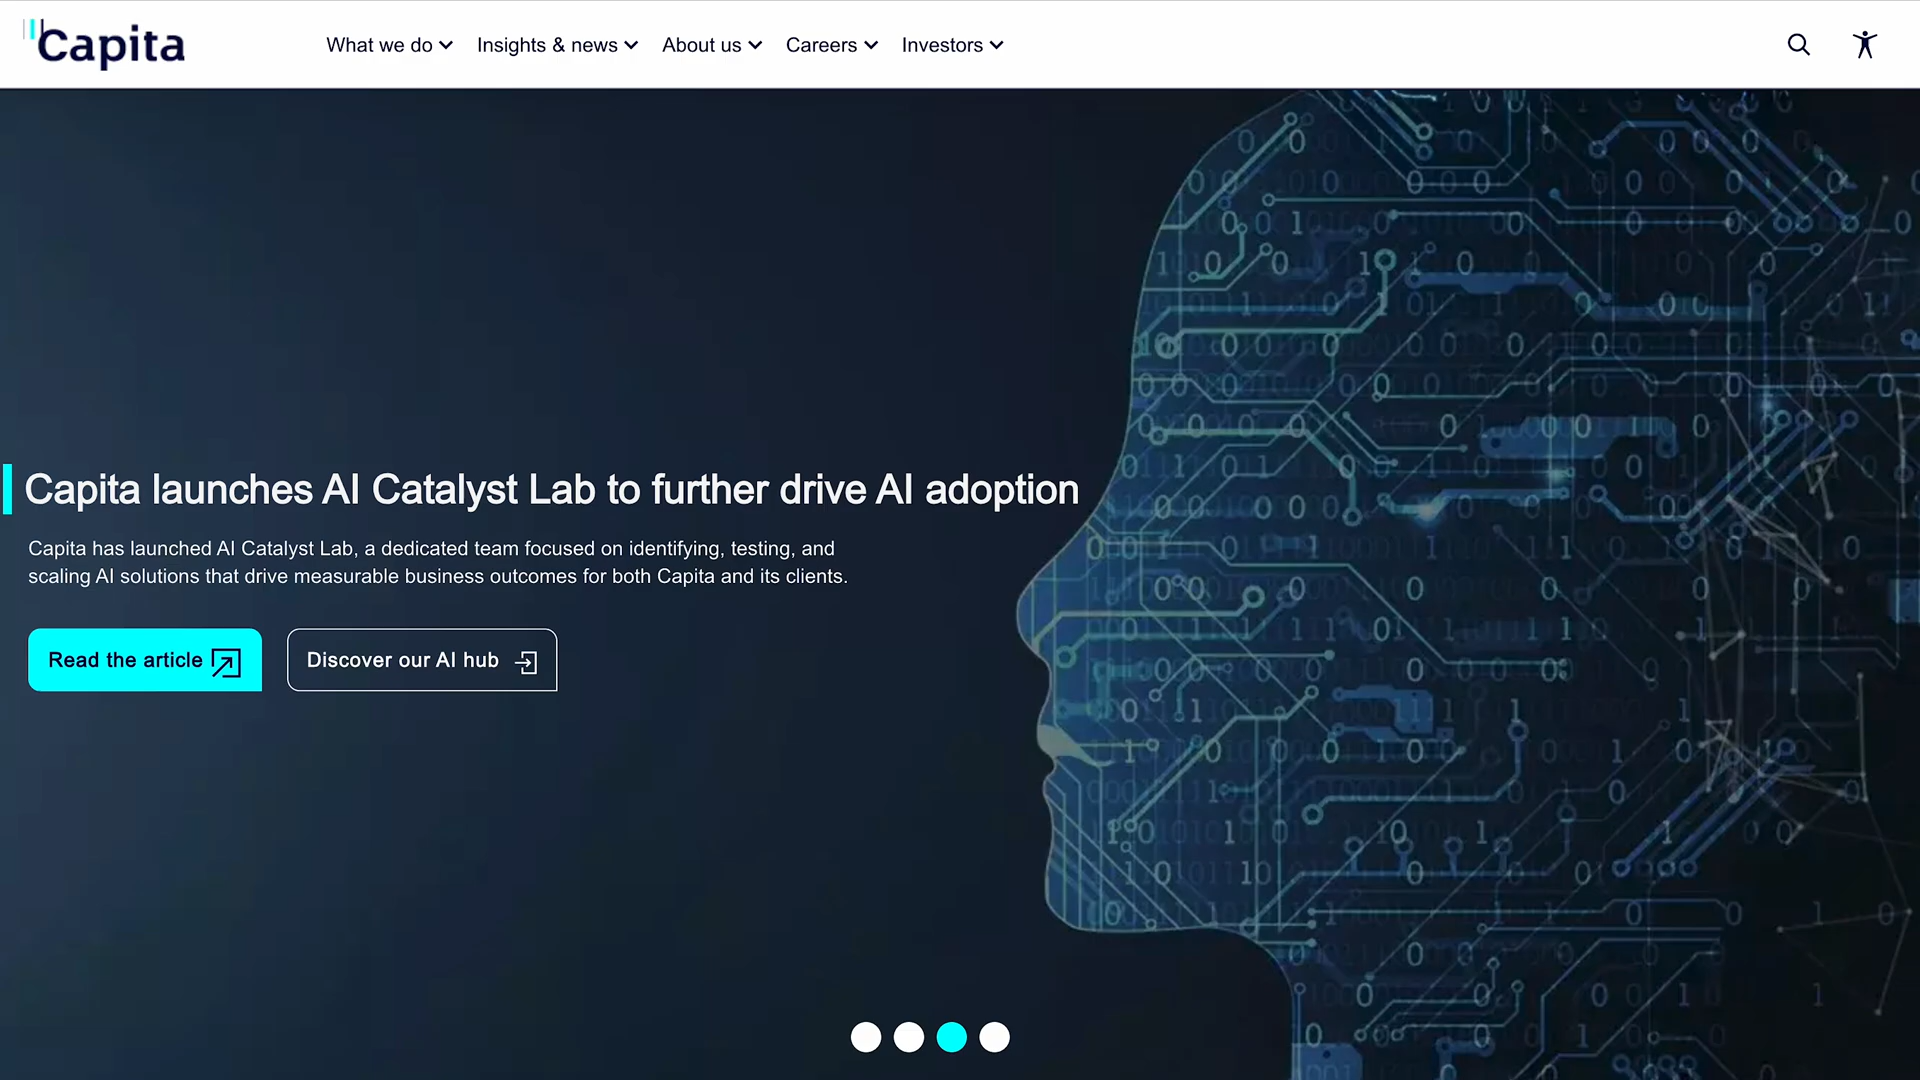 Capita
What we do
Insights & news
About us
Careers
Investors
Capita launches AI Catalyst Lab to further drive AI adoption
Capita has launched AI Catalyst Lab, a dedicated team focused on identifying, testing, and
scaling AI solutions that drive measurable business outcomes for both Capita and its clients.
Read the article
Discover our AI hub